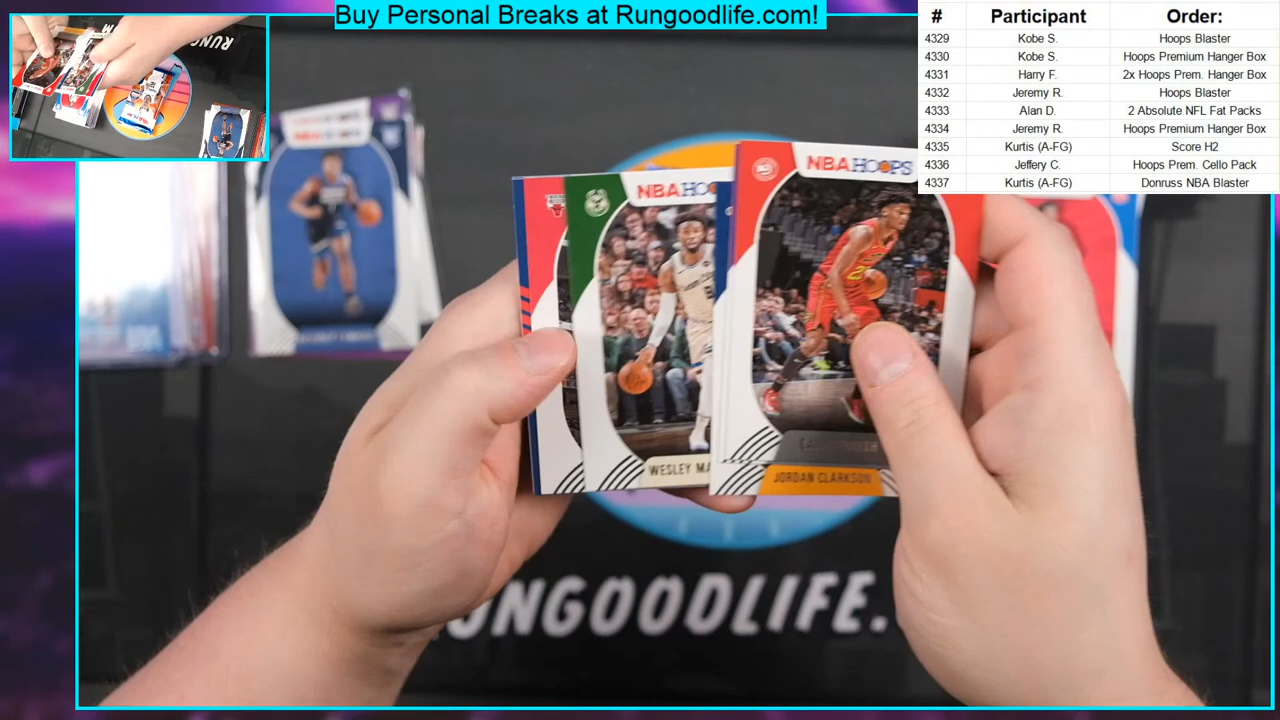 Buy Personal Breaks at Rungoodlife.com!
# Participant Order:
4329 Kobe S. Hoops Blaster
4330 Kobe S. Hoops Premium Hanger Box
4331 Harry F. 2x Hoops Prem. Hanger Box
4332 Jeremy R. Hoops Blaster
4333 Alan D. 2 Absolute NFL Fat Packs
4334 Jeremy R. Hoops Premium Hanger Box
4335 Kurtis (A-FG) Score H2
4336 Jeffery C. Hoops Prem. Cello Pack
4337 Kurtis (A-FG) Donruss NBA Blaster
NBA HOOPS
NBA HOO
WESLEY MA
JORDAN CLARKSON
RUNGOODLIFE.